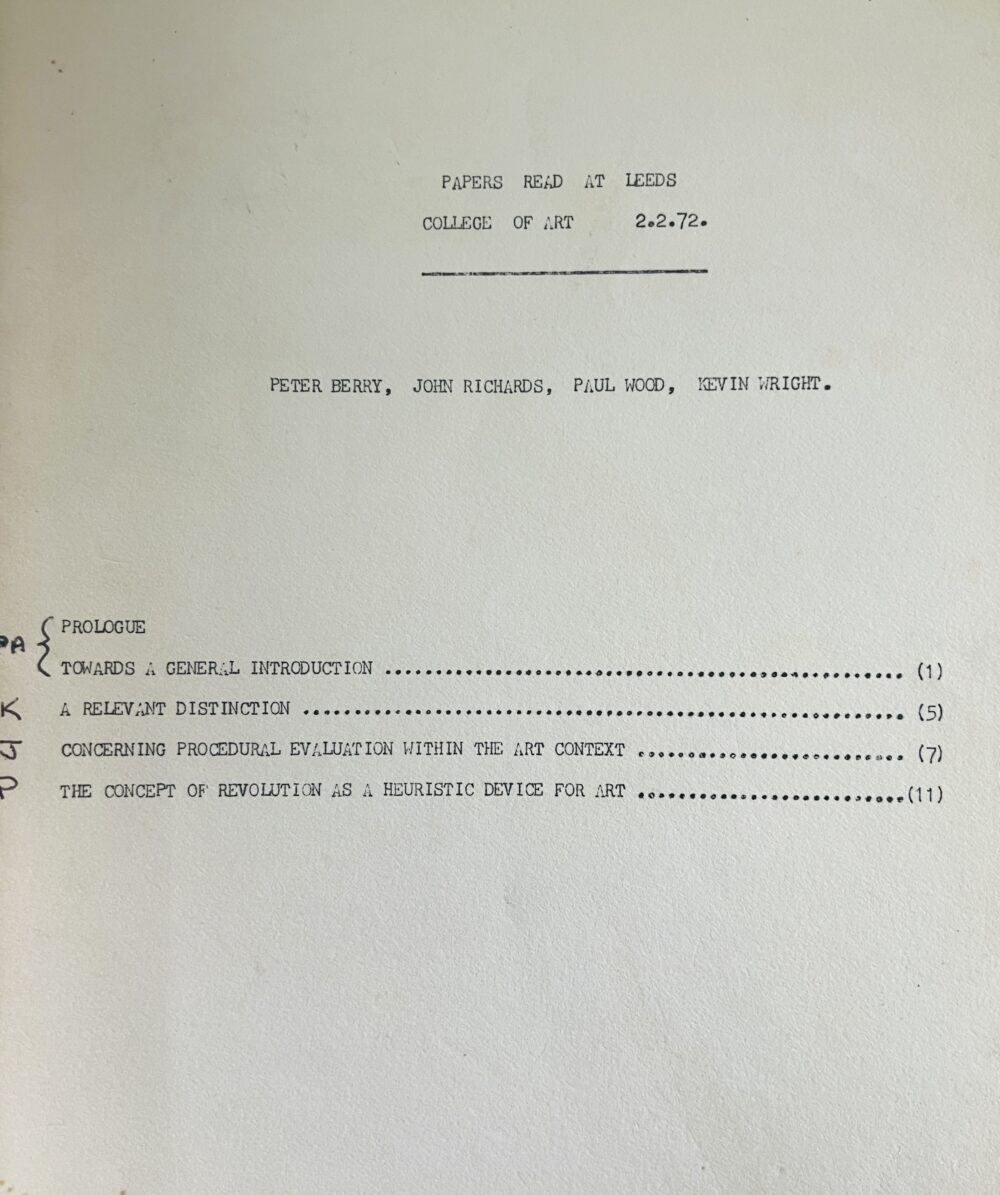 PAPERS READ AT LEEDS
COLLEGE OF ART 2.2.72.
PETER BERRY, JOHN RICHARDS, PAUL WOOD, KEVIN WRIGHT.
PROLOGUE
PA { TOWARDS A GENERAL INTRODUCTION .................................................. (1)
K A RELEVANT DISTINCTION .......................................................... (5)
J CONCERNING PROCEDURAL EVALUATION WITHIN THE ART CONTEXT ......................... (7)
P THE CONCEPT OF REVOLUTION AS A HEURISTIC DEVICE FOR ART ..........................(11)